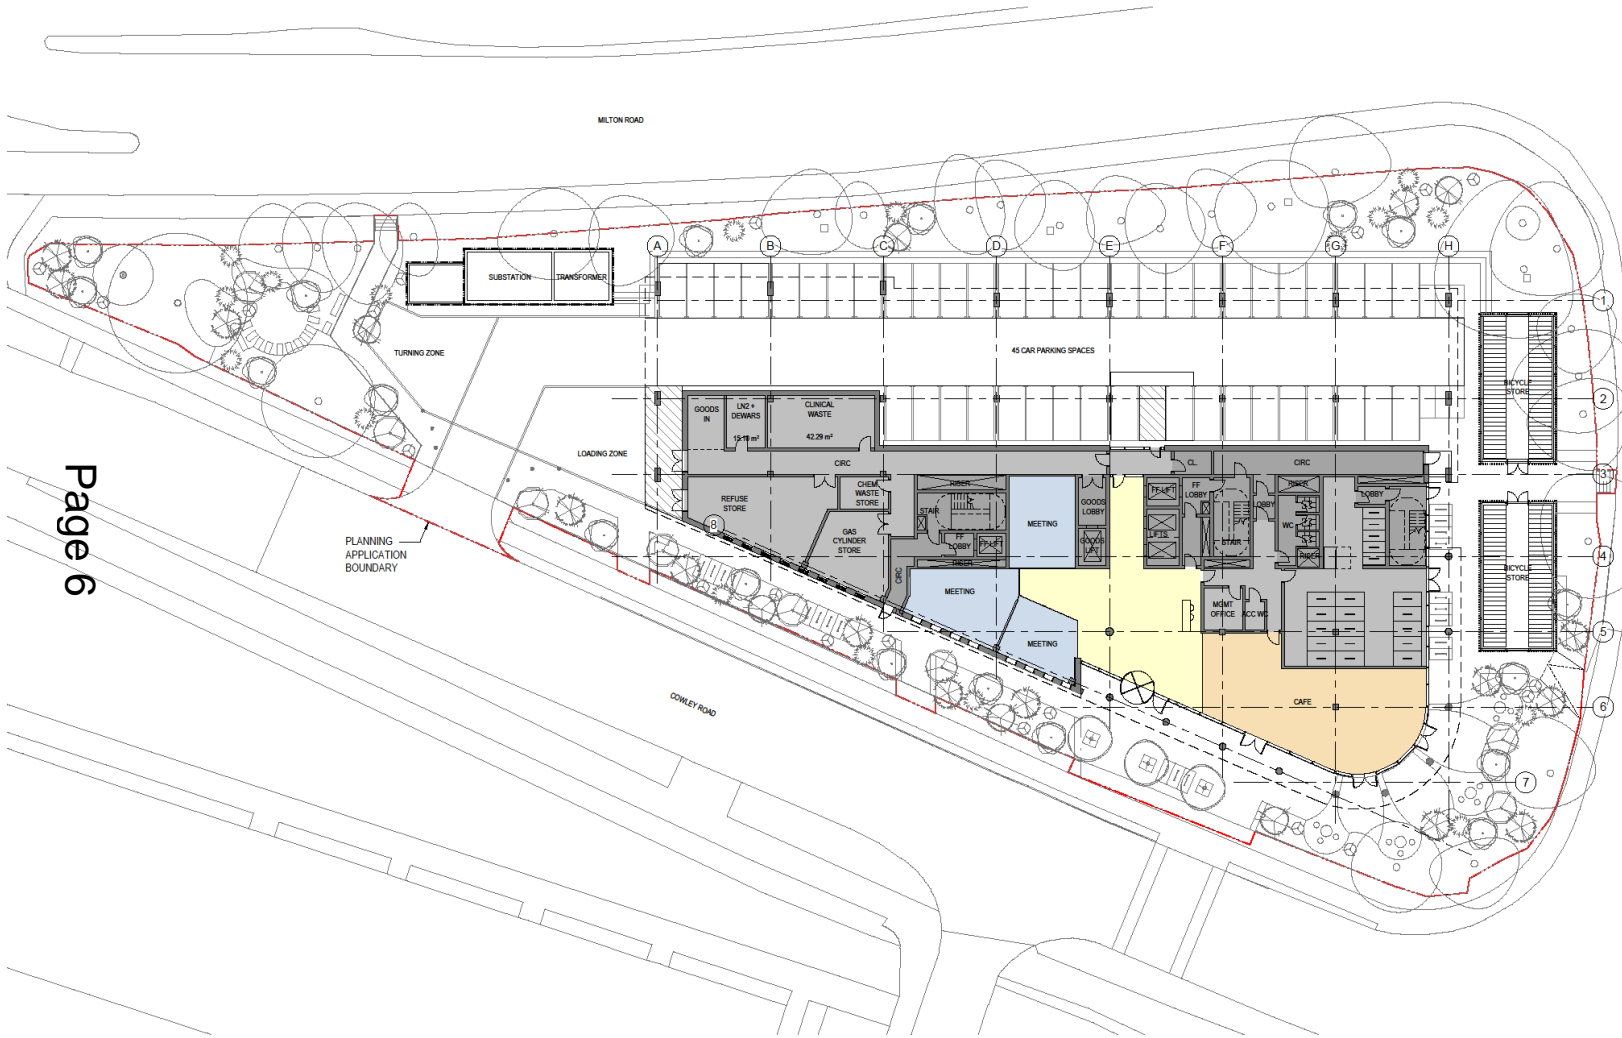 MILTON ROAD
A
B
C
D
E
F
G
H
SUBSTATION
TRANSFORMER
1
TURNING ZONE
45 CAR PARKING SPACES
BICYCLE
STORE
2
GOODS
IN
LN2 +
DEWARS
15.18 m²
CLINICAL
WASTE
42.29 m²
LOADING ZONE
CIRC
CL.
CIRC
3
REFUSE
STORE
CHEM
WASTE
STORE
RISER
STAIR
MEETING
GOODS
LOBBY
FF LIFT
FF
LOBBY
RISER
LOBBY
LOBBY
8
GAS
CYLINDER
STORE
FF
LOBBY
FF LIFT
GOODS
LIFT
LIFTS
STAIR
WC
RISER
4
PLANNING
APPLICATION
BOUNDARY
RISER
CIRC
BICYCLE
STORE
MEETING
MGMT
OFFICE
ACC WC
5
MEETING
COWLEY ROAD
CAFE
6
7
Page 6